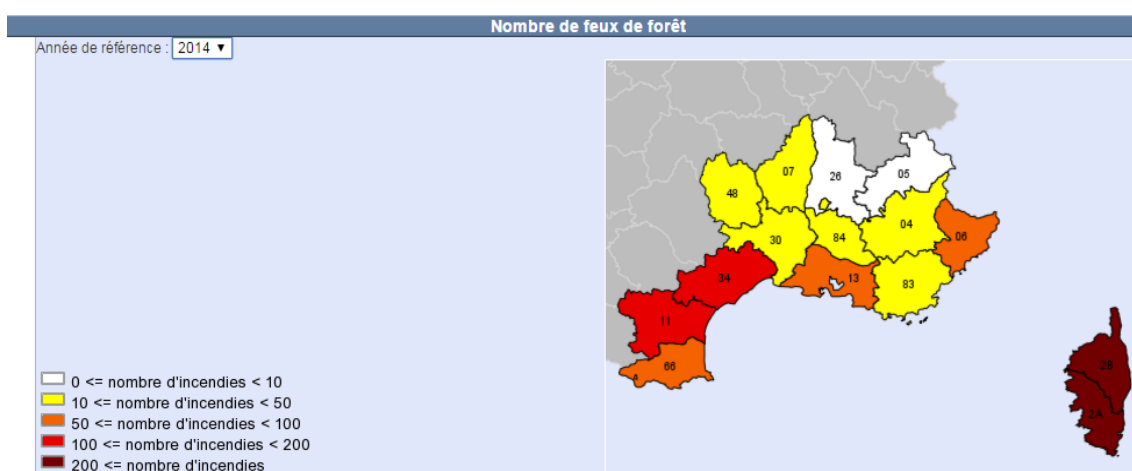 Nombre de feux de forêt
Année de référence : 2014 ▼
07
26
05
48
04
30
84
06
34
13
83
11
66
2B
2A
0 <= nombre d'incendies < 10
10 <= nombre d'incendies < 50
50 <= nombre d'incendies < 100
100 <= nombre d'incendies < 200
200 <= nombre d'incendies